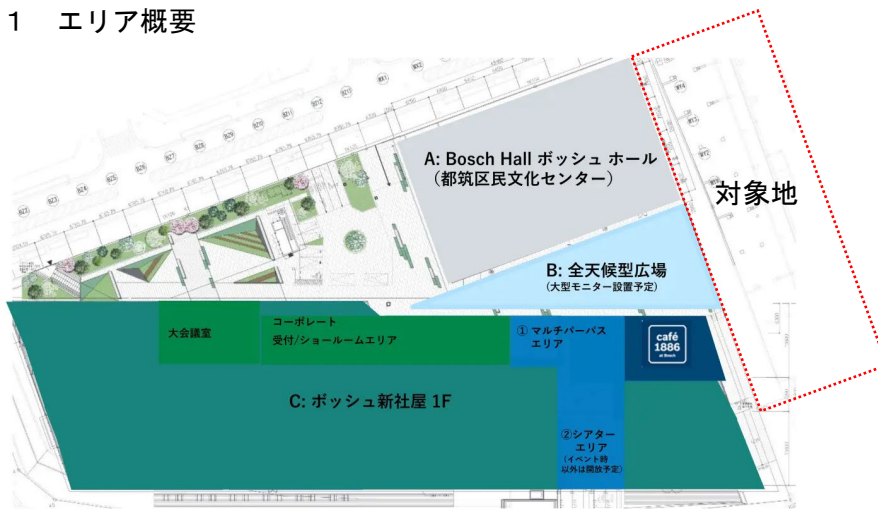 1 エリア概要
A: Bosch Hall ボッシュ ホール
（都筑区民文化センター）
対象地
B: 全天候型広場
(大型モニター設置予定)
大会議室
コーポレート
受付/ショールームエリア
① マルチパーパス
エリア
café
1886
at Bosch
C: ボッシュ新社屋 1F
②シアター
エリア
(イベント時
以外は開放予定)